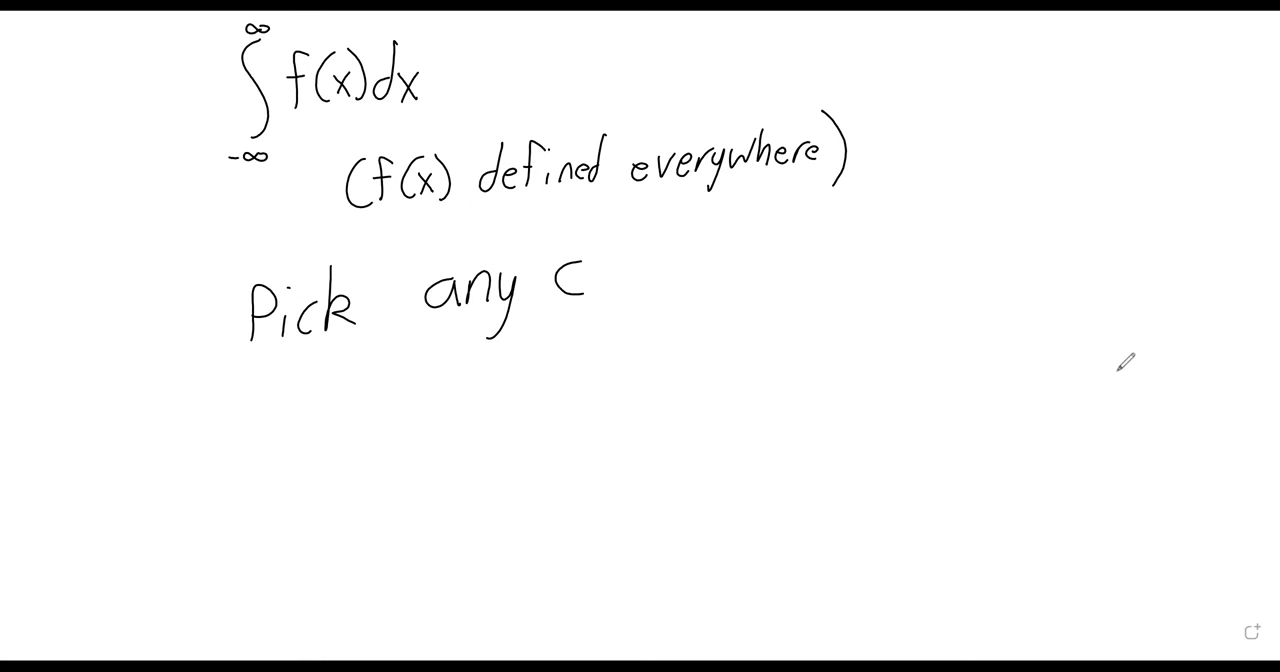 ∫_{-∞}^{∞} f(x)dx
(f(x) defined everywhere)
Pick any c